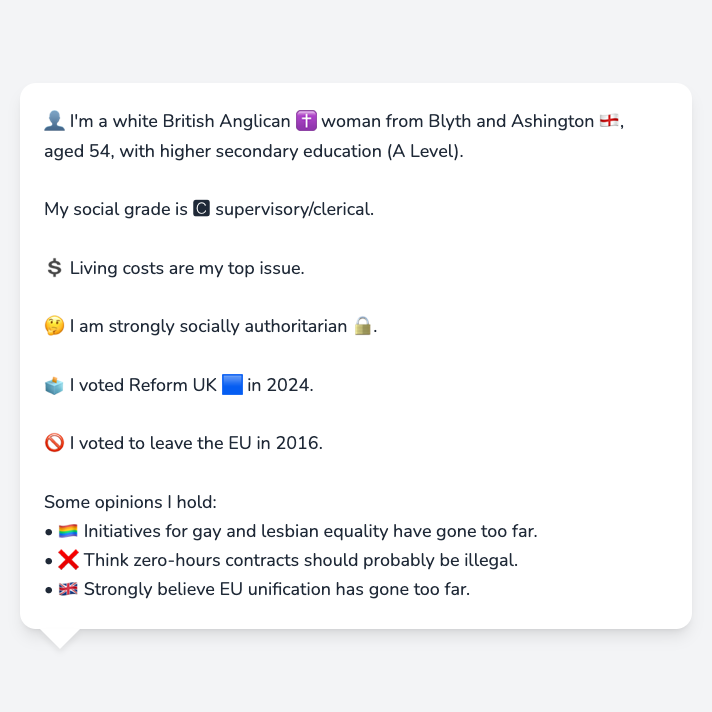 👤 I'm a white British Anglican ✝️ woman from Blyth and Ashington 🏴󠁧󠁢󠁥󠁮󠁧󠁿,
aged 54, with higher secondary education (A Level).
My social grade is 🅲 supervisory/clerical.
💲 Living costs are my top issue.
🤔 I am strongly socially authoritarian 🔒.
🗳️ I voted Reform UK 🟦 in 2024.
🚫 I voted to leave the EU in 2016.
Some opinions I hold:
• 🏳️‍🌈 Initiatives for gay and lesbian equality have gone too far.
• ❌ Think zero-hours contracts should probably be illegal.
• 🇬🇧 Strongly believe EU unification has gone too far.